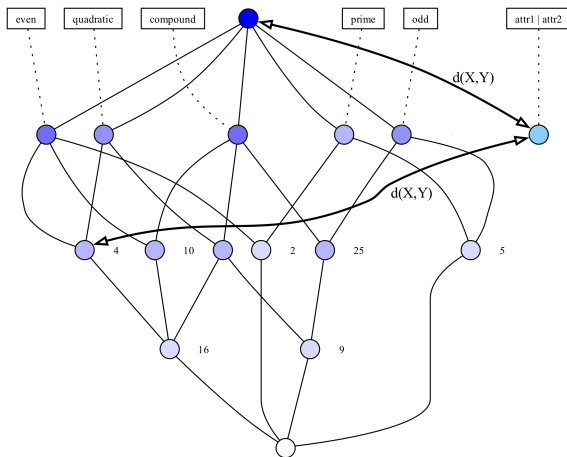 even
quadratic
compound
prime
odd
attr1 | attr2
d(X,Y)
d(X,Y)
4
10
2
25
5
16
9